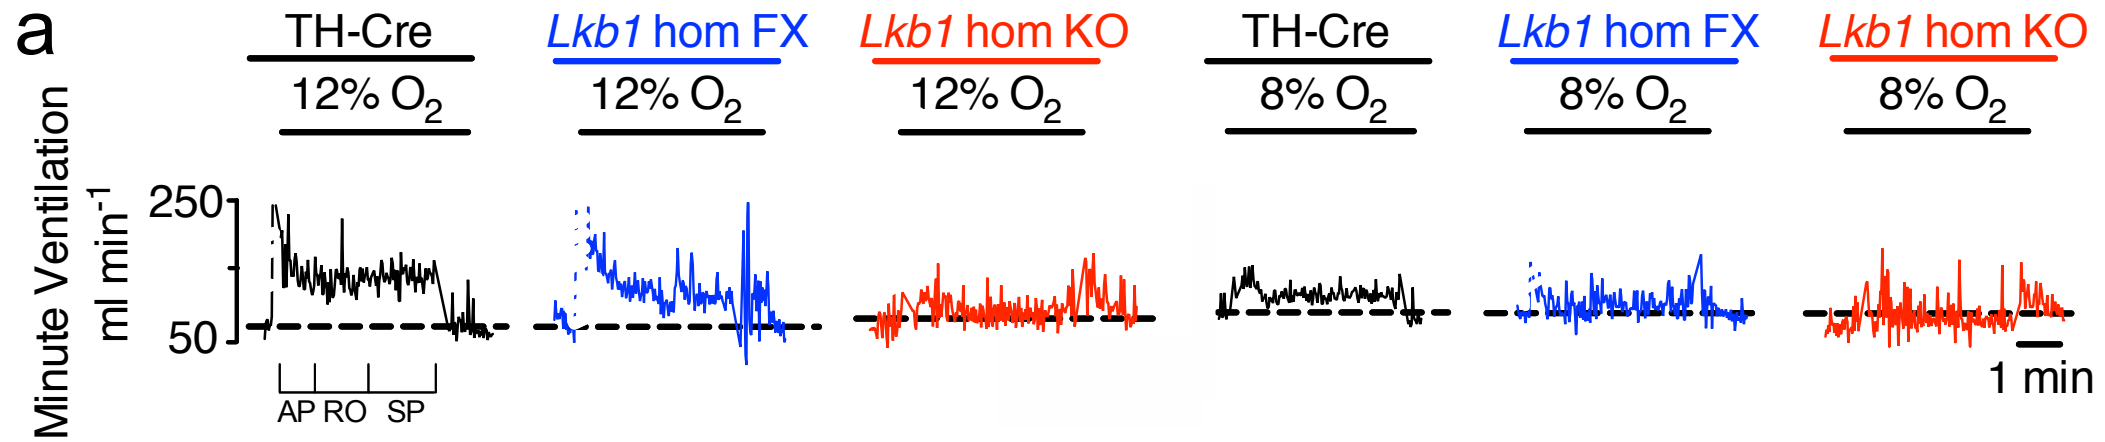 a
TH-Cre
Lkb1 hom FX
Lkb1 hom KO
TH-Cre
Lkb1 hom FX
Lkb1 hom KO
12% O2
12% O2
12% O2
8% O2
8% O2
8% O2
Minute Ventilation
ml min-1
250
50
AP RO SP
1 min